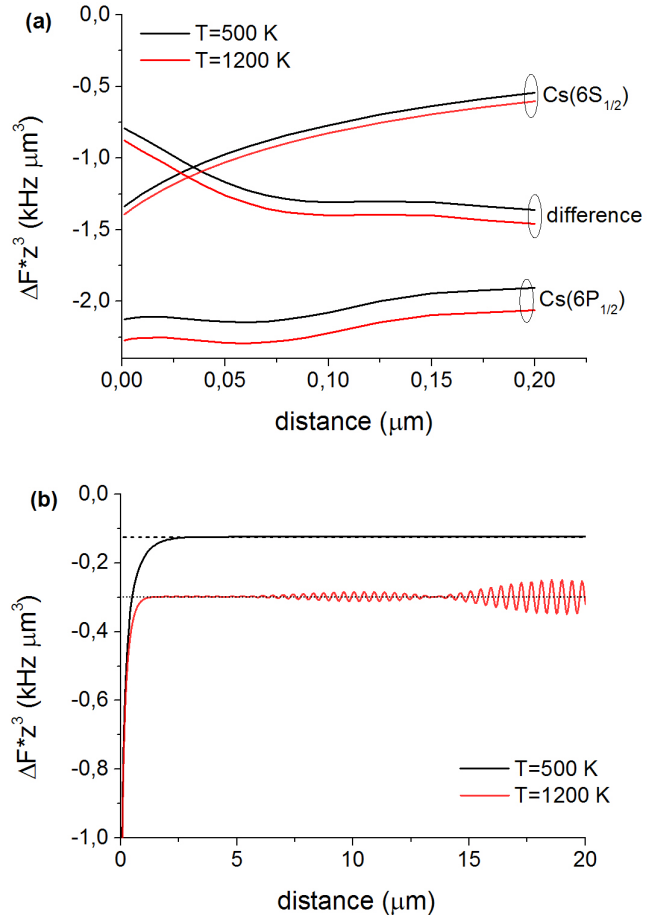 (a)
T=500 K
T=1200 K
0,0
-0,5
-1,0
-1,5
-2,0
ΔF*z³ (kHz μm³)
Cs(6S₁/₂)
difference
Cs(6P₁/₂)
0,00 0,05 0,10 0,15 0,20
distance (μm)
(b)
0,0
-0,2
-0,4
-0,6
-0,8
-1,0
ΔF*z³ (kHz μm³)
T=500 K
T=1200 K
0 5 10 15 20
distance (μm)